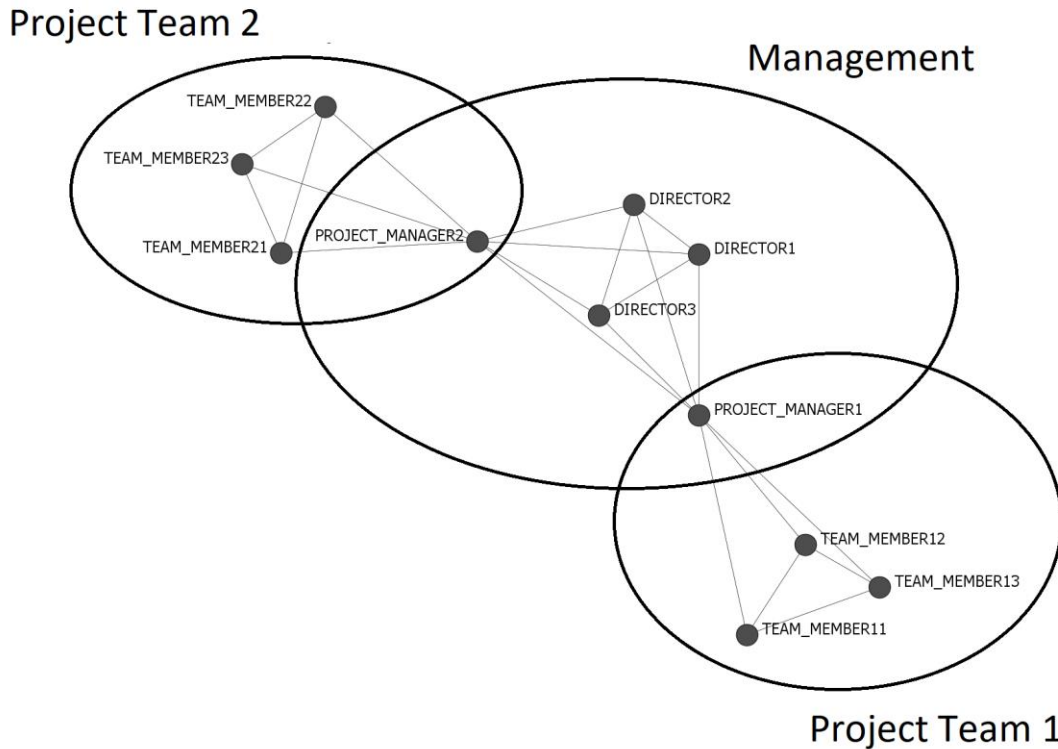 Project Team 2
Management
TEAM_MEMBER22
TEAM_MEMBER23
DIRECTOR2
PROJECT_MANAGER2
TEAM_MEMBER21
DIRECTOR1
DIRECTOR3
PROJECT_MANAGER1
TEAM_MEMBER12
TEAM_MEMBER13
TEAM_MEMBER11
Project Team 1